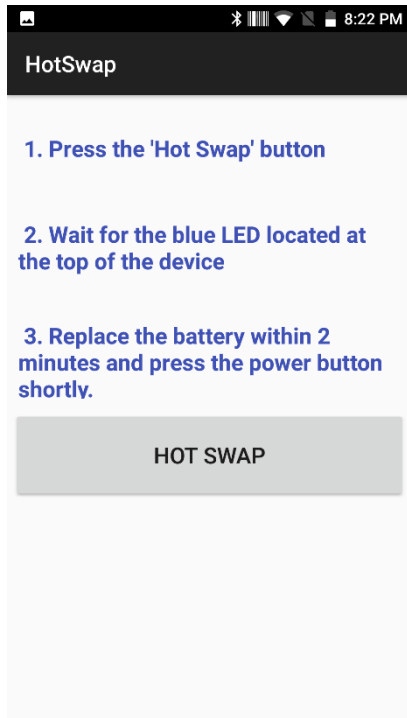 8:22 PM
HotSwap
1. Press the 'Hot Swap' button
2. Wait for the blue LED located at
the top of the device
3. Replace the battery within 2
minutes and press the power button
shortly.
HOT SWAP